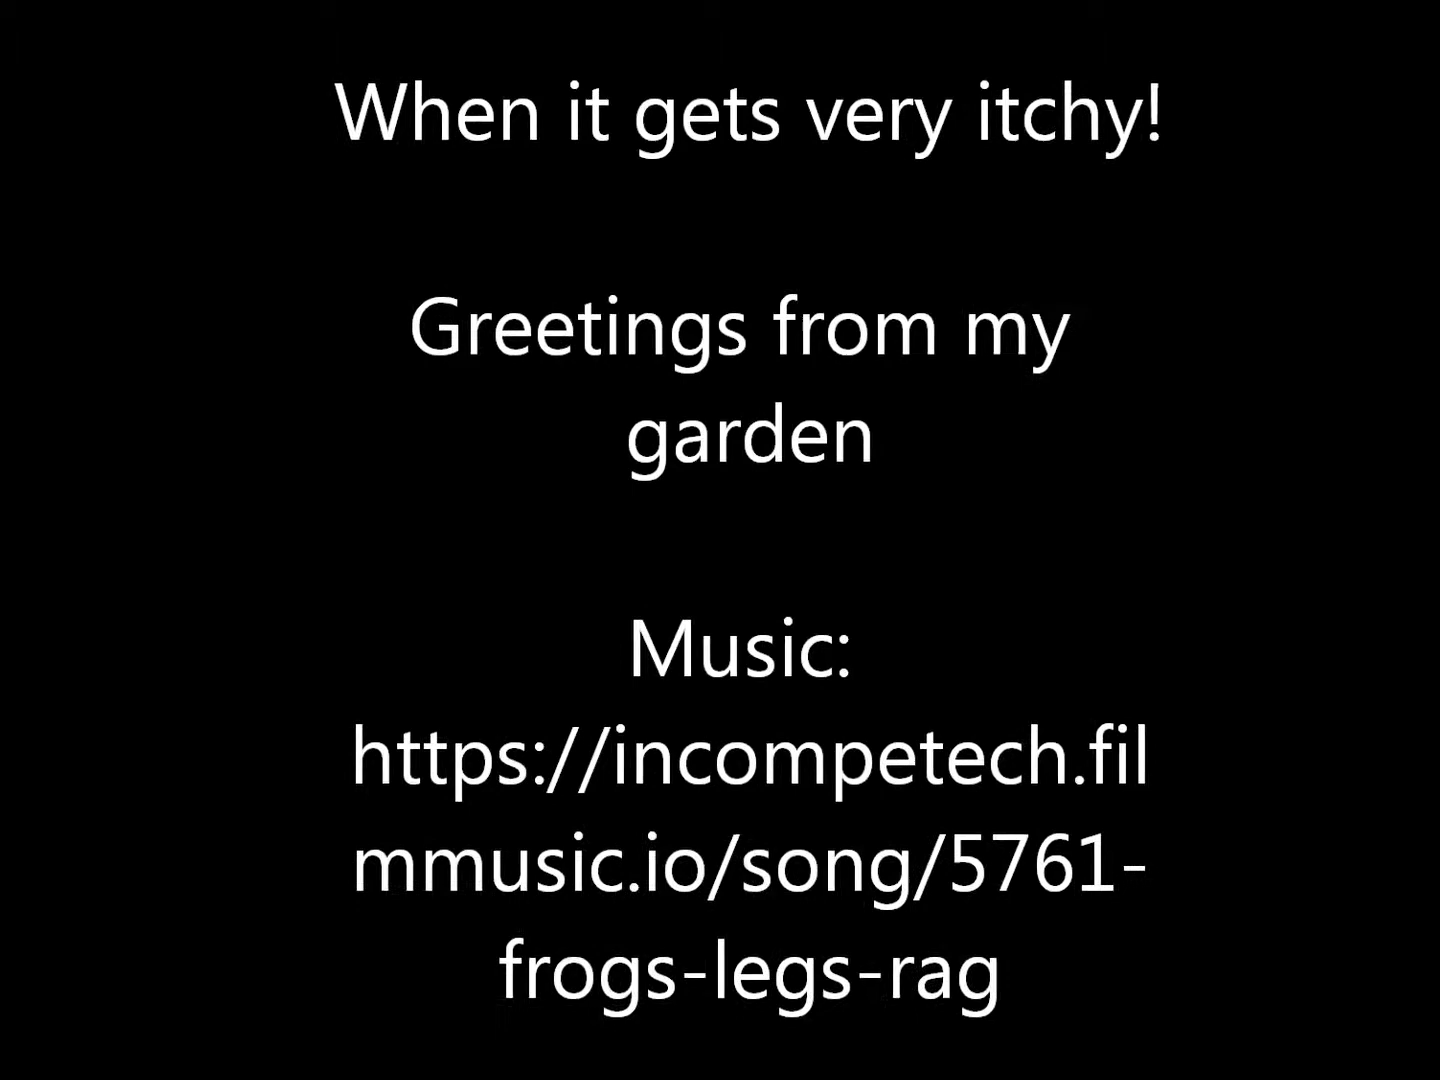 When it gets very itchy!
Greetings from my
garden
Music:
https://incompetech.fil
mmusic.io/song/5761-
frogs-legs-rag